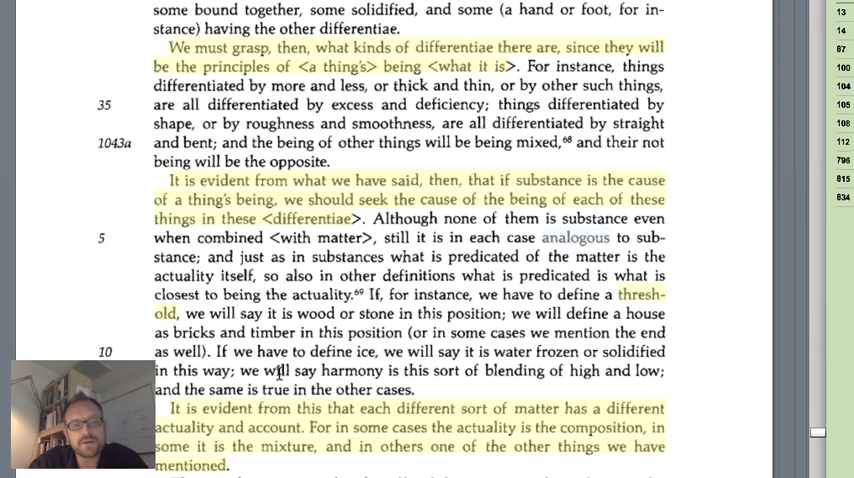 some bound together, some solidified, and some (a hand or foot, for in-
stance) having the other differentiae.
We must grasp, then, what kinds of differentiae there are, since they will
be the principles of <a thing's> being <what it is>. For instance, things
differentiated by more and less, or thick and thin, or by other such things,
35 are all differentiated by excess and deficiency; things differentiated by
shape, or by roughness and smoothness, are all differentiated by straight
1043a and bent; and the being of other things will be being mixed,⁶⁸ and their not
being will be the opposite.
It is evident from what we have said, then, that if substance is the cause
of a thing's being, we should seek the cause of the being of each of these
things in these <differentiae>. Although none of them is substance even
5 when combined <with matter>, still it is in each case analogous to sub-
stance; and just as in substances what is predicated of the matter is the
actuality itself, so also in other definitions what is predicated is what is
closest to being the actuality.⁶⁹ If, for instance, we have to define a thresh-
old, we will say it is wood or stone in this position; we will define a house
as bricks and timber in this position (or in some cases we mention the end
10 as well). If we have to define ice, we will say it is water frozen or solidified
in this way; we will say harmony is this sort of blending of high and low;
and the same is true in the other cases.
It is evident from this that each different sort of matter has a different
actuality and account. For in some cases the actuality is the composition, in
some it is the mixture, and in others one of the other things we have
mentioned.
13
14
67
100
104
105
108
112
796
815
834